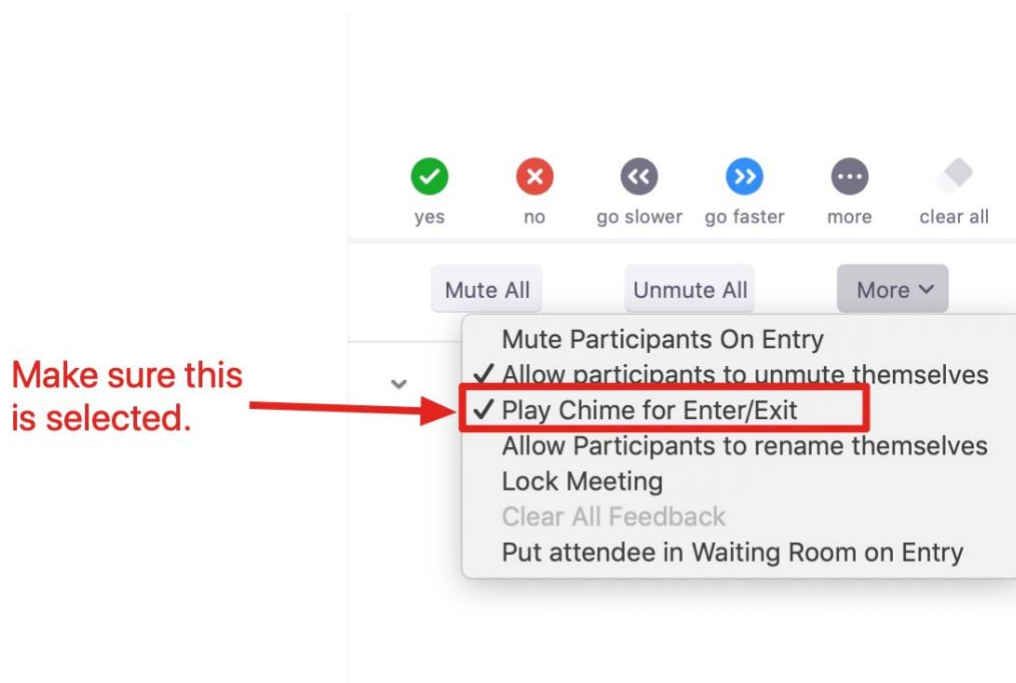 yes no go slower go faster more clear all
Mute All Unmute All More
Mute Participants On Entry
Make sure this
is selected.
Allow participants to unmute themselves
Play Chime for Enter/Exit
Allow Participants to rename themselves
Lock Meeting
Clear All Feedback
Put attendee in Waiting Room on Entry